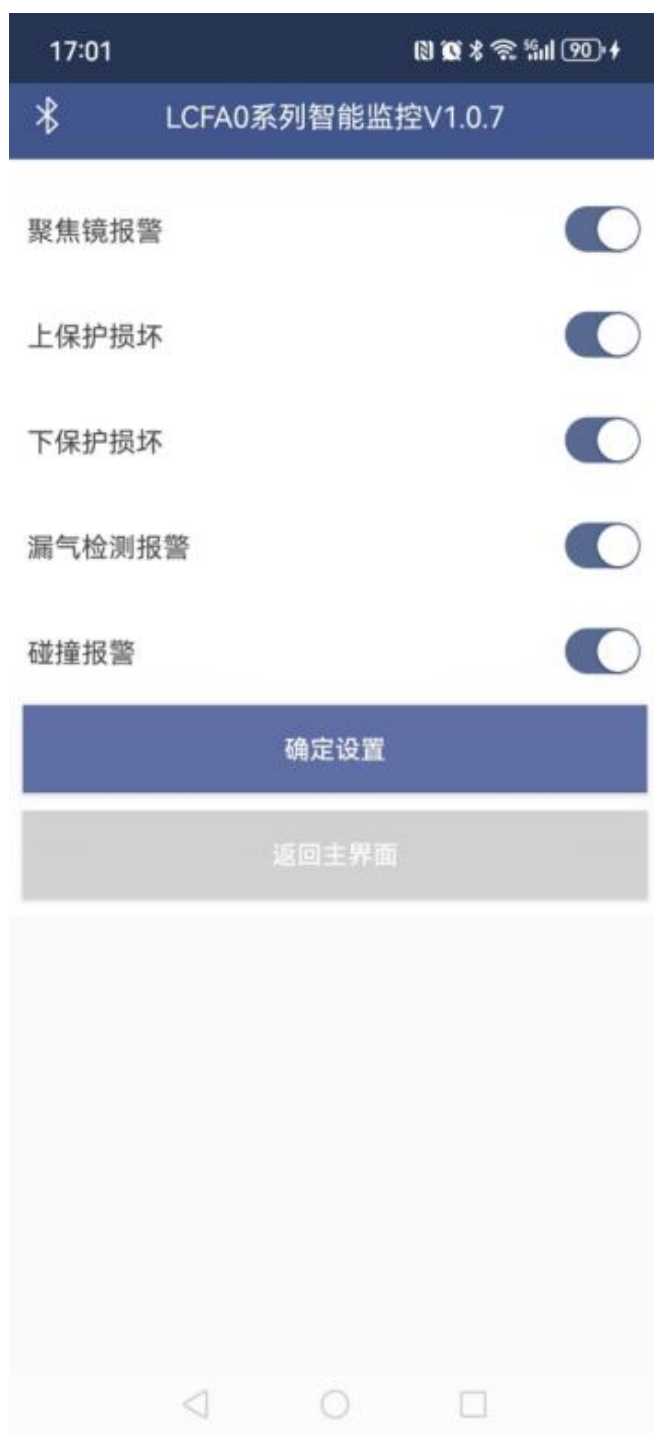 17:01
5G 90
LCFA0系列智能监控V1.0.7
聚焦镜报警
上保护损坏
下保护损坏
漏气检测报警
碰撞报警
确定设置
返回主界面